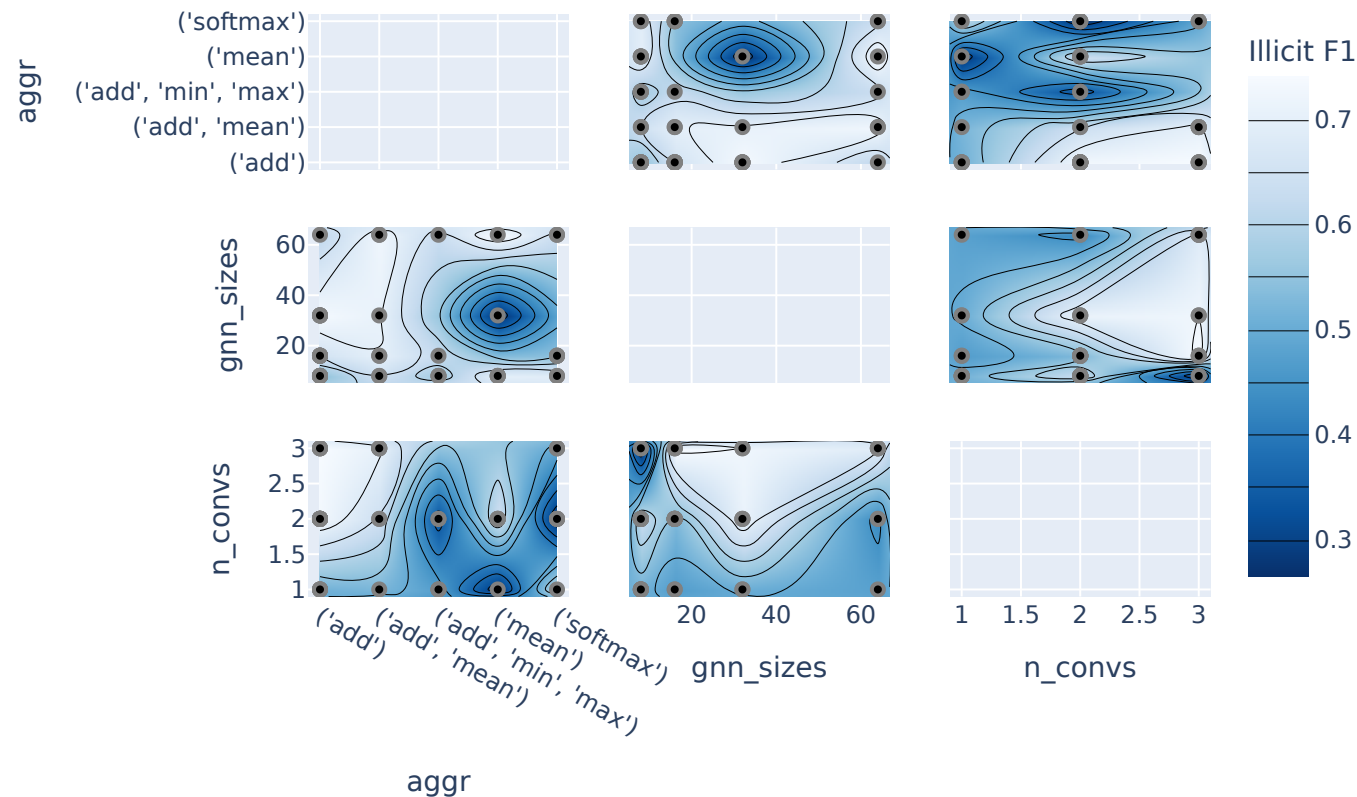 ('softmax')
('mean')
('add', 'min', 'max')
('add', 'mean')
('add')
aggr
Illicit F1
0.7
0.6
0.5
0.4
0.3
60
40
20
gnn_sizes
3
2.5
2
1.5
1
n_convs
('add')
('add', 'mean')
('add', 'min', 'max')
('mean')
('softmax')
20
40
60
1
1.5
2
2.5
3
aggr
gnn_sizes
n_convs